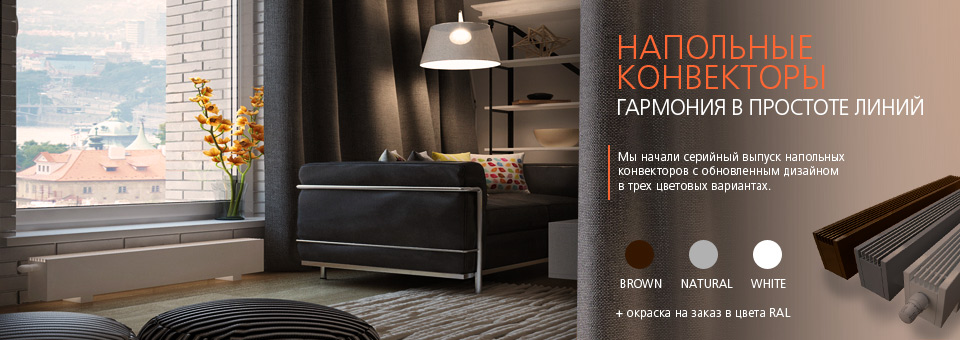 НАПОЛЬНЫЕ
КОНВЕКТОРЫ
ГАРМОНИЯ В ПРОСТОТЕ ЛИНИЙ
Мы начали серийный выпуск напольных
конвекторов с обновленным дизайном
в трех цветовых вариантах.
BROWN NATURAL WHITE
+ окраска на заказ в цвета RAL